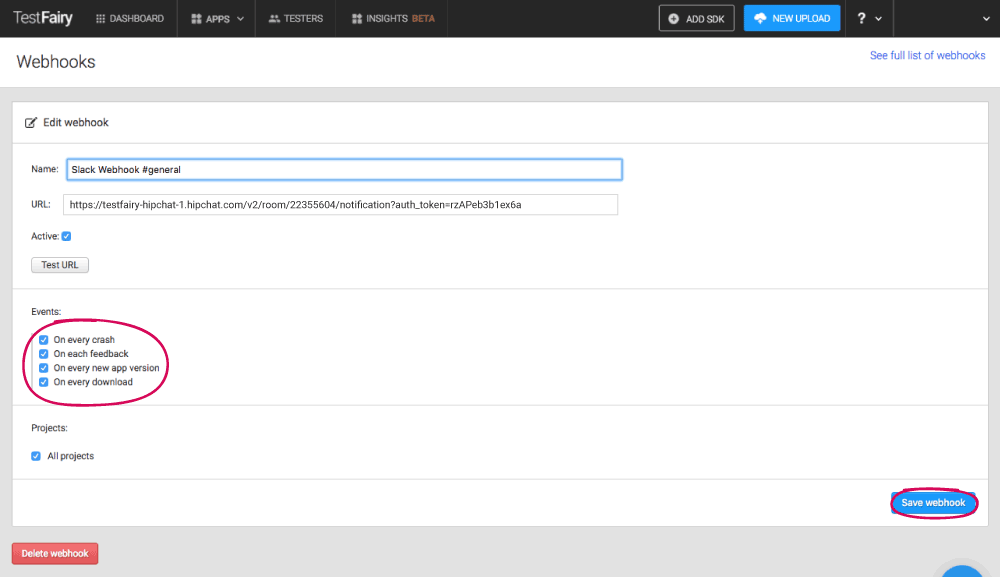 TestFairy DASHBOARD APPS TESTERS INSIGHTS BETA ADD SDK NEW UPLOAD ?
Webhooks See full list of webhooks
Edit webhook
Name: Slack Webhook #general
URL: https://testfairy-hipchat-1.hipchat.com/v2/room/22355604/notification?auth_token=rzAPeb3b1ex6a
Active:
Test URL
Events:
On every crash
On each feedback
On every new app version
On every download
Projects:
All projects
Save webhook
Delete webhook